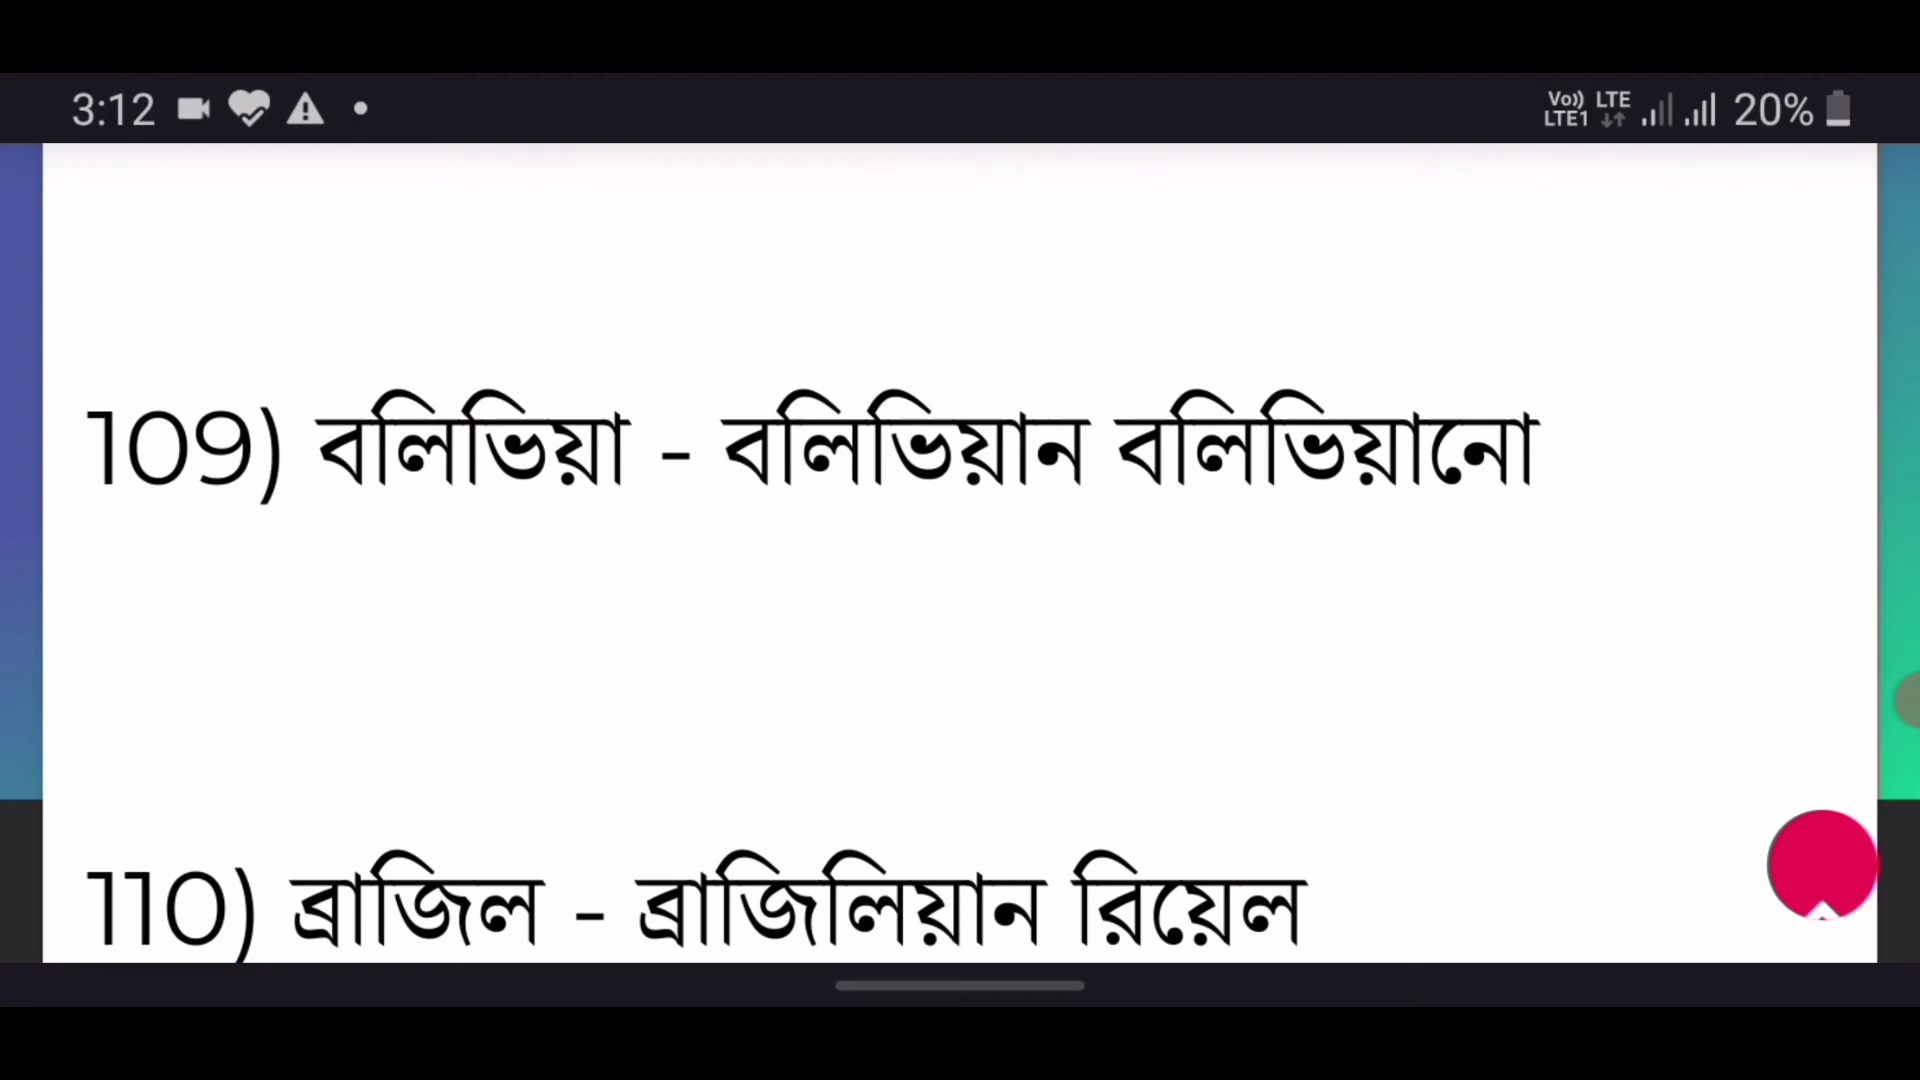 3:12
Vo)) LTE
LTE1
20%
109) বলিভিয়া - বলিভিয়ান বলিভিয়ানো
110) ব্রাজিল - ব্রাজিলিয়ান রিয়েল